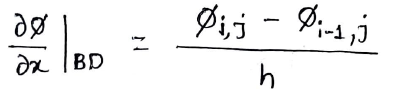 ∂Ø/∂x |BD = (Øi,j − Øi-1,j)/h